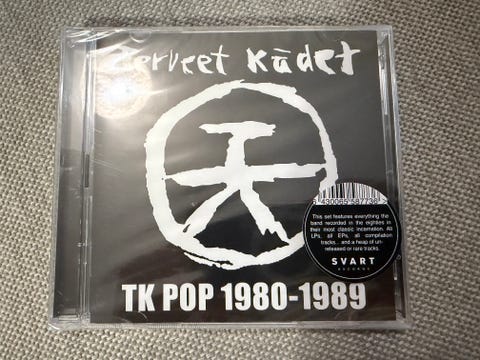 Terveet Kädet
TK POP 1980-1989
This set features everything the
band recorded in the eighties in
their most classic incarnation. All
LPs, all EPs, all compilation
tracks... and a heap of un-
released or rare tracks.
SVART
RECORDS